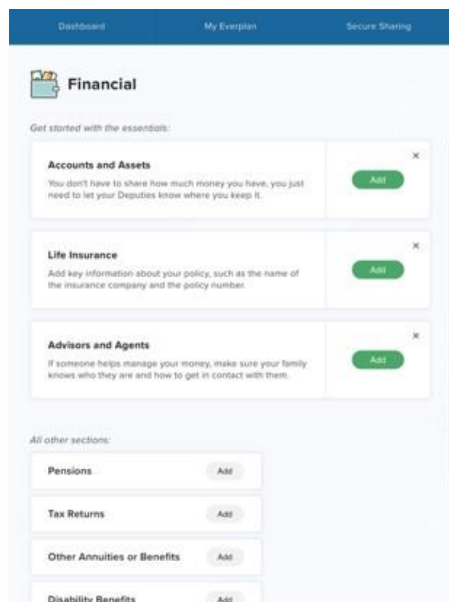 Dashboard My Everplan Secure Sharing
Financial
Get started with the essentials:
Accounts and Assets
You don't have to share how much money you have, you just
need to let your Deputies know where you keep it.
Add
Life Insurance
Add key information about your policy, such as the name of
the insurance company and the policy number.
Add
Advisors and Agents
If someone helps manage your money, make sure your family
knows who they are and how to get in contact with them.
Add
All other sections:
Pensions Add
Tax Returns Add
Other Annuities or Benefits Add
Disability Benefits Add